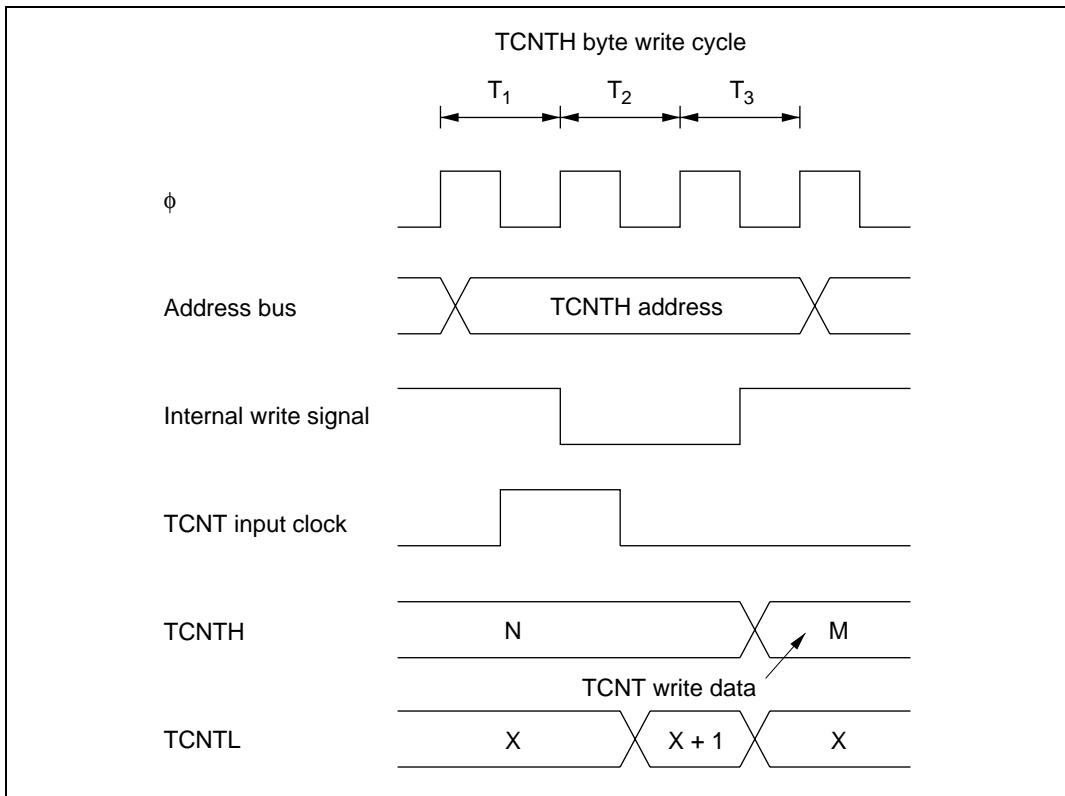 TCNTH byte write cycle
T1 T2 T3
φ
Address bus TCNTH address
Internal write signal
TCNT input clock
TCNTH N M
TCNT write data
TCNTL X X + 1 X